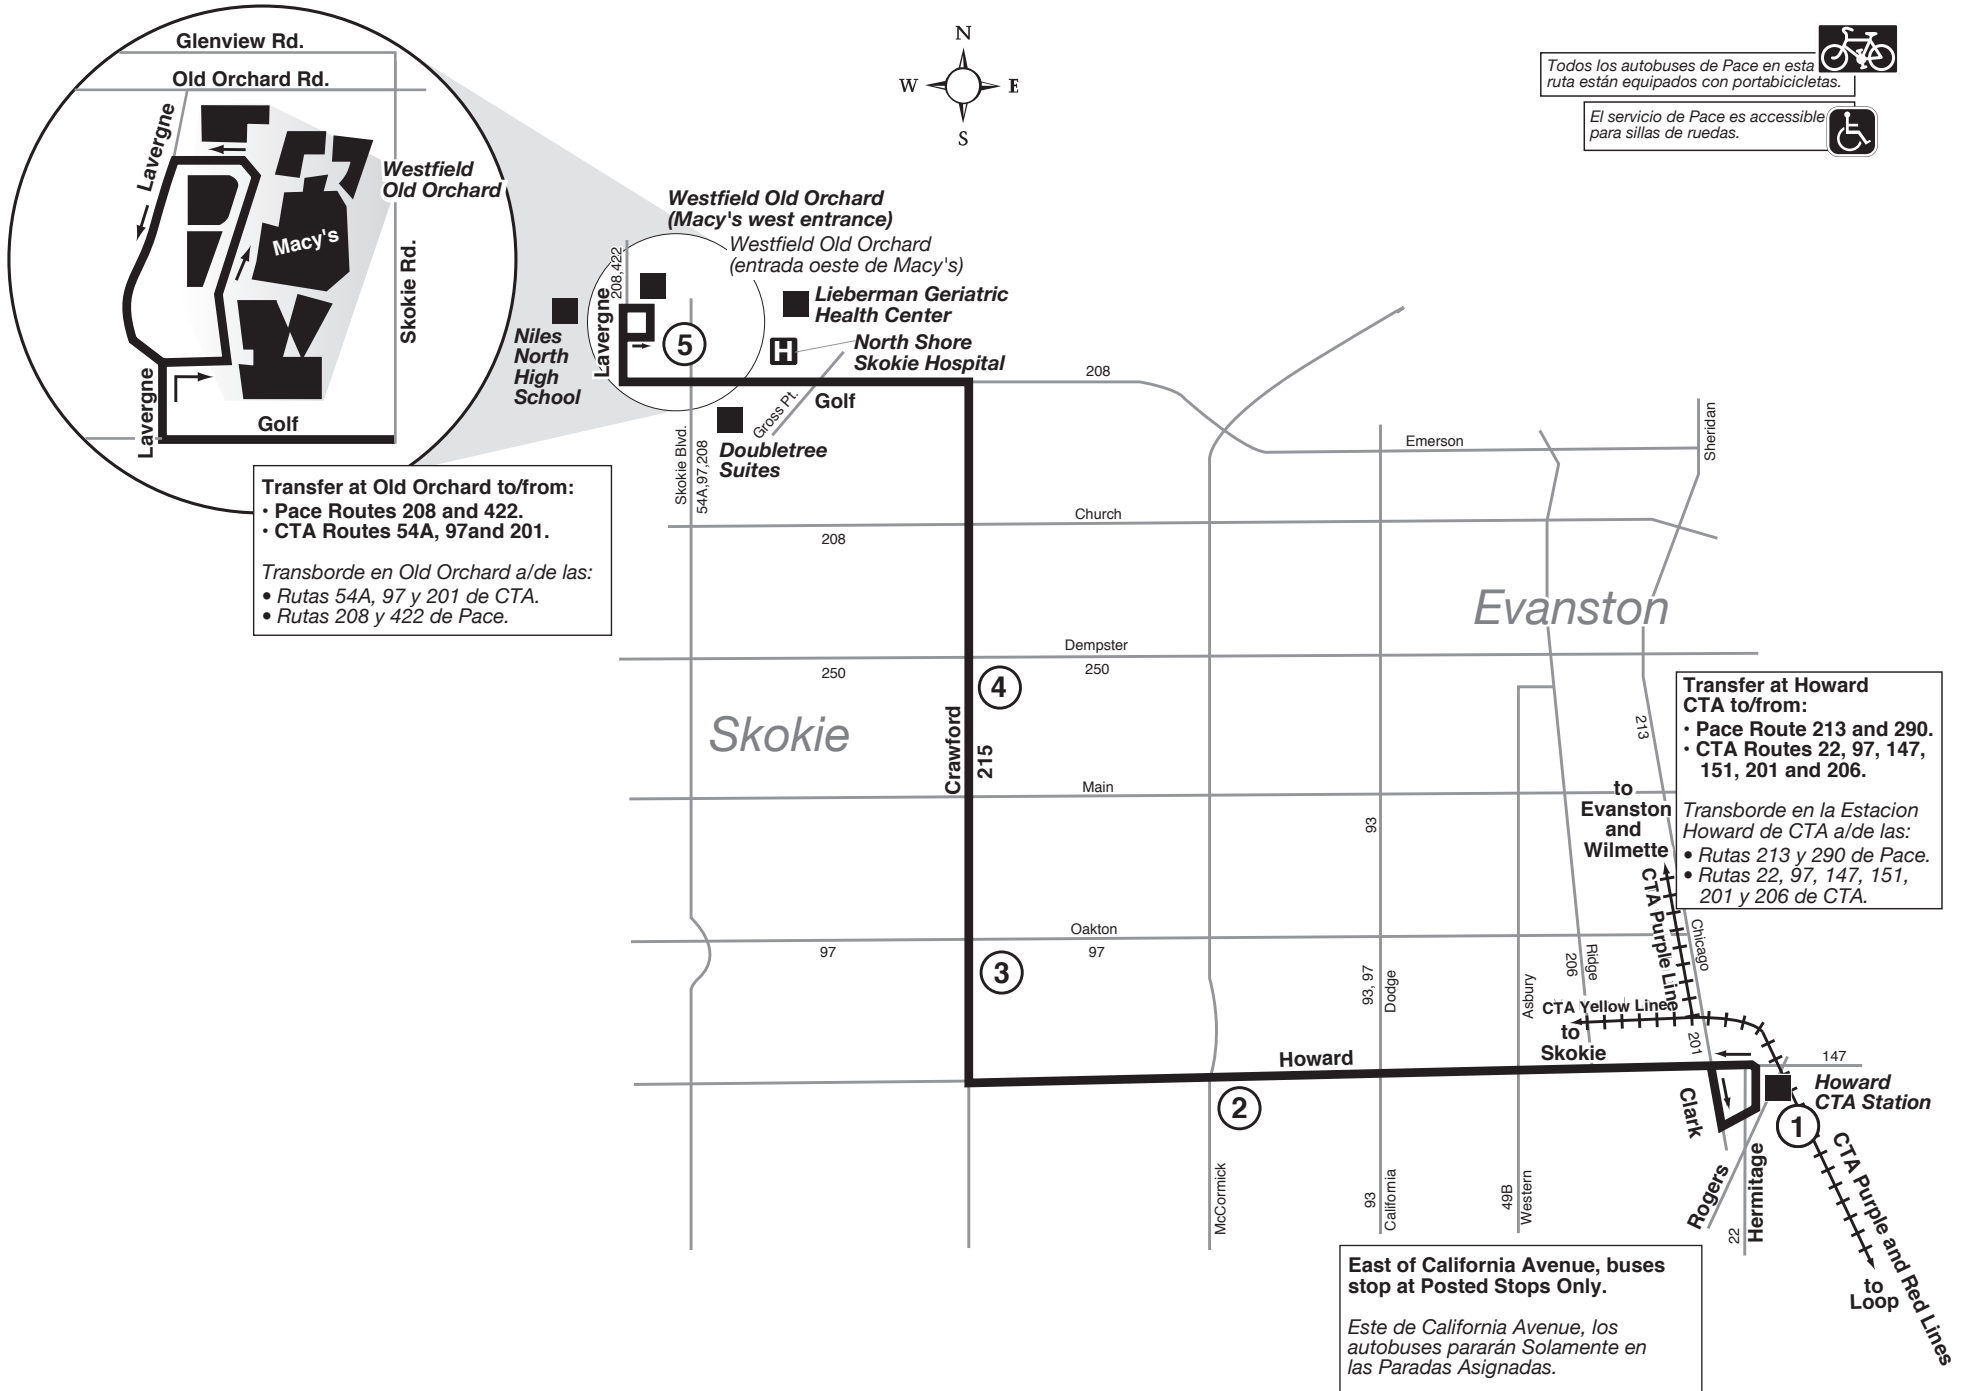 Glenview Rd.
Old Orchard Rd.
Lavergne
Westfield
Old Orchard
Macy's
Skokie Rd.
Lavergne
Golf
N
W
E
S
Todos los autobuses de Pace en esta
ruta están equipados con portabicicletas.
El servicio de Pace es accessible
para sillas de ruedas.
Westfield Old Orchard
(Macy's west entrance)
Westfield Old Orchard
(entrada oeste de Macy's)
208,422
Lavergne
5
Lieberman Geriatric
Health Center
H
North Shore
Skokie Hospital
Niles
North
High
School
Golf
Gross Pt.
Doubletree
Suites
Skokie Blvd.
54A,97,208
208
Emerson
Sheridan
Transfer at Old Orchard to/from:
• Pace Routes 208 and 422.
• CTA Routes 54A, 97and 201.
Transborde en Old Orchard a/de las:
• Rutas 54A, 97 y 201 de CTA.
• Rutas 208 y 422 de Pace.
Church
208
Evanston
Dempster
250
250
4
Skokie
Crawford
215
213
Transfer at Howard
CTA to/from:
• Pace Route 213 and 290.
• CTA Routes 22, 97, 147,
151, 201 and 206.
Transborde en la Estacion
Howard de CTA a/de las:
• Rutas 213 y 290 de Pace.
• Rutas 22, 97, 147, 151,
201 y 206 de CTA.
Main
93
to
Evanston
and
Wilmette
CTA Purple Line
Oakton
97
97
3
93, 97
Dodge
Asbury
206
Ridge
Chicago
CTA Yellow Line
to
Skokie
201
Howard
147
2
Howard
CTA Station
1
Clark
Rogers
Hermitage
22
McCormick
93
California
49B
Western
CTA Purple and Red Lines
to
Loop
East of California Avenue, buses
stop at Posted Stops Only.
Este de California Avenue, los
autobuses pararán Solamente en
las Paradas Asignadas.